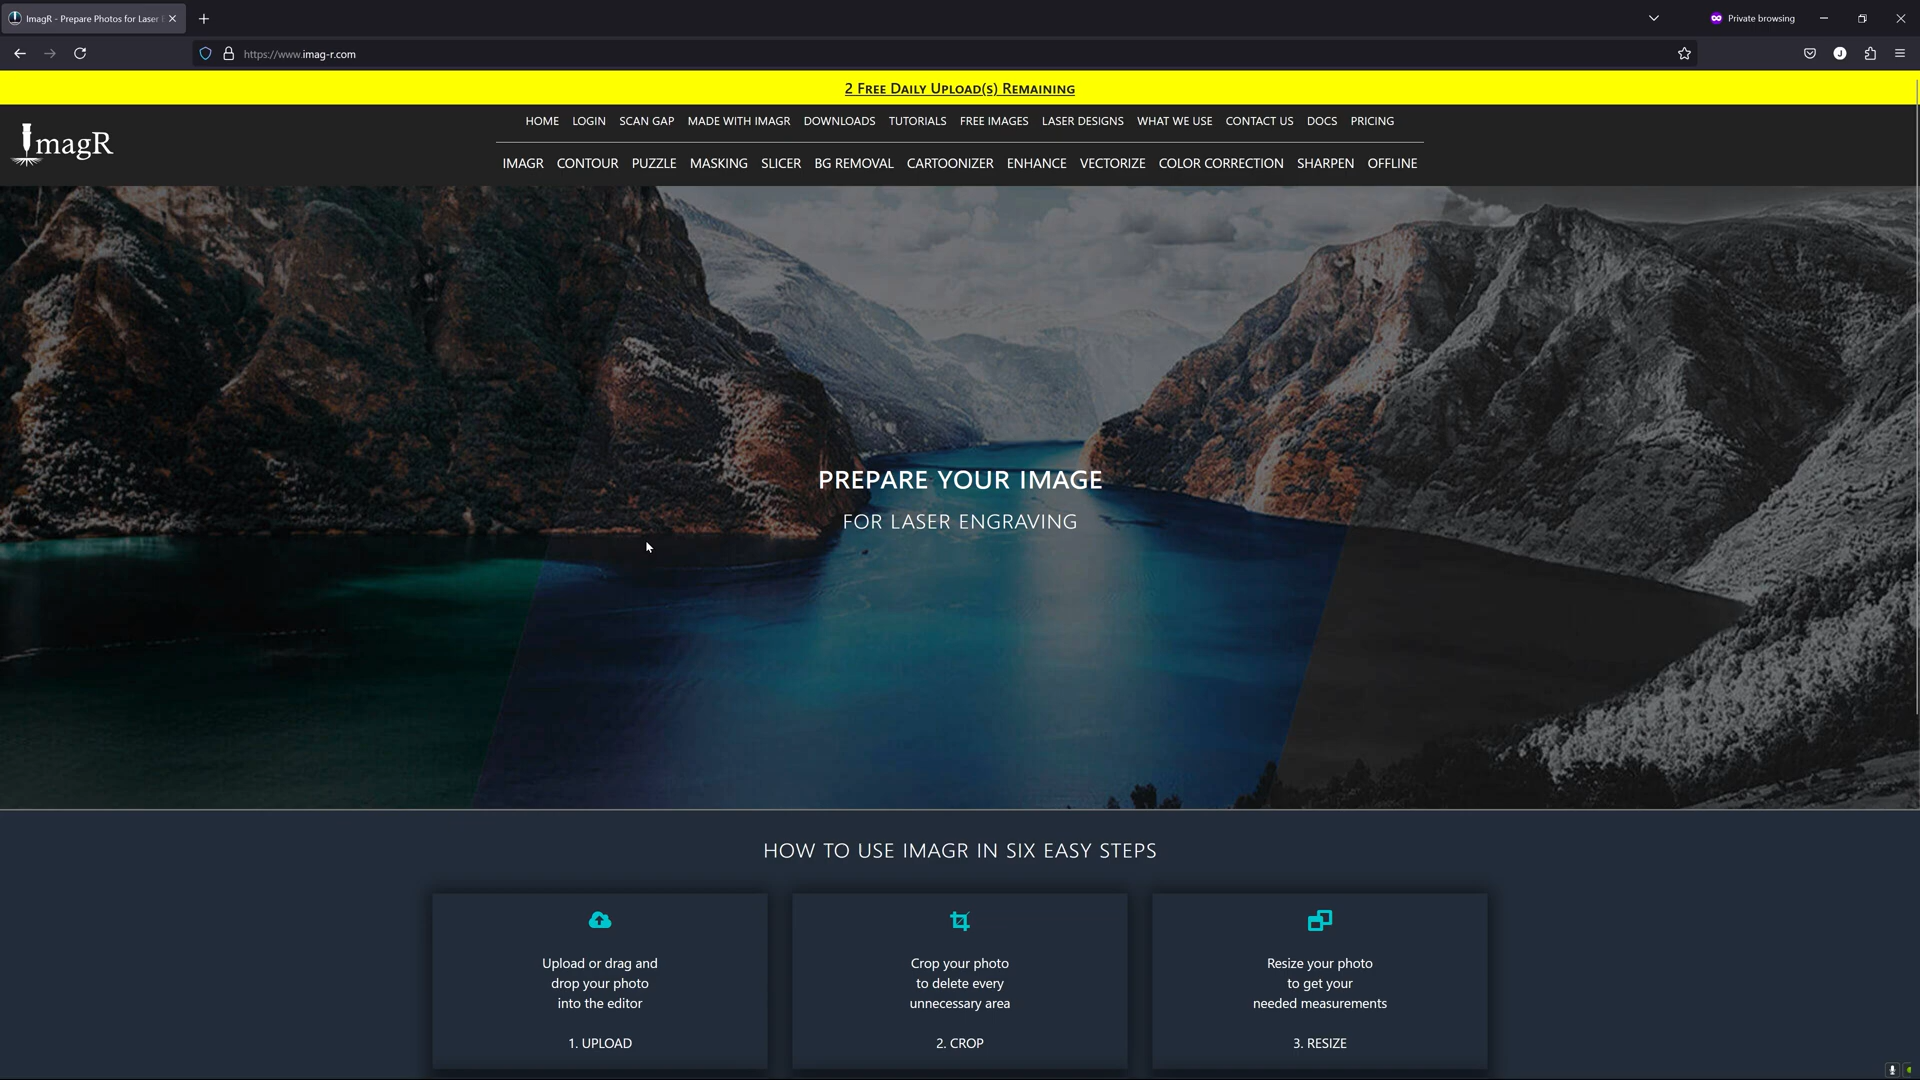 ImagR - Prepare Photos for Laser
Private browsing
https://www.imag-r.com
J
2 Free Daily Upload(s) Remaining
ImagR
HOME LOGIN SCAN GAP MADE WITH IMAGR DOWNLOADS TUTORIALS FREE IMAGES LASER DESIGNS WHAT WE USE CONTACT US DOCS PRICING
IMAGR CONTOUR PUZZLE MASKING SLICER BG REMOVAL CARTOONIZER ENHANCE VECTORIZE COLOR CORRECTION SHARPEN OFFLINE
PREPARE YOUR IMAGE
FOR LASER ENGRAVING
HOW TO USE IMAGR IN SIX EASY STEPS
Upload or drag and
drop your photo
into the editor
1. UPLOAD
Crop your photo
to delete every
unnecessary area
2. CROP
Resize your photo
to get your
needed measurements
3. RESIZE